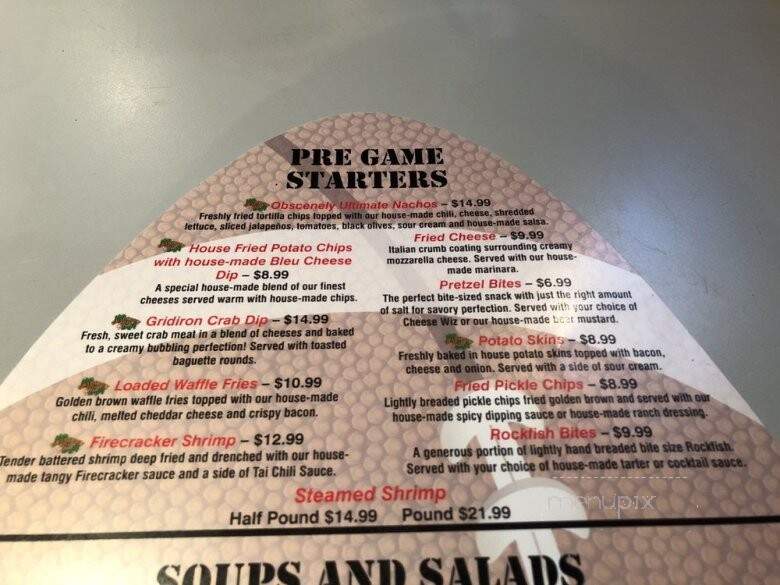 PRE GAME
STARTERS
Obscenely Ultimate Nachos – $14.99
Freshly fried tortilla chips topped with our house-made chili, cheese, shredded
lettuce, sliced jalapeños, tomatoes, black olives, sour cream and house-made salsa.
House Fried Potato Chips
with house-made Bleu Cheese
Dip – $8.99
A special house-made blend of our finest
cheeses served warm with house-made chips.
Gridiron Crab Dip – $14.99
Fresh, sweet crab meat in a blend of cheeses and baked
to a creamy bubbling perfection! Served with toasted
baguette rounds.
Loaded Waffle Fries – $10.99
Golden brown waffle fries topped with our house-made
chili, melted cheddar cheese and crispy bacon.
Firecracker Shrimp – $12.99
Tender battered shrimp deep fried and drenched with our house-
made tangy Firecracker sauce and a side of Tai Chili Sauce.
Fried Cheese – $9.99
Italian crumb coating surrounding creamy
mozzarella cheese. Served with our house-
made marinara.
Pretzel Bites – $6.99
The perfect bite-sized snack with just the right amount
of salt for savory perfection. Served with your choice of
Cheese Wiz or our house-made beer mustard.
Potato Skins – $8.99
Freshly baked in house potato skins topped with bacon,
cheese and onion. Served with a side of sour cream.
Fried Pickle Chips – $8.99
Lightly breaded pickle chips fried golden brown and served with our
house-made spicy dipping sauce or house-made ranch dressing.
Rockfish Bites – $9.99
A generous portion of lightly hand breaded bite size Rockfish.
Served with your choice of house-made tarter or cocktail sauce.
Steamed Shrimp
Half Pound $14.99 Pound $21.99
menupix
SOUPS AND SALADS